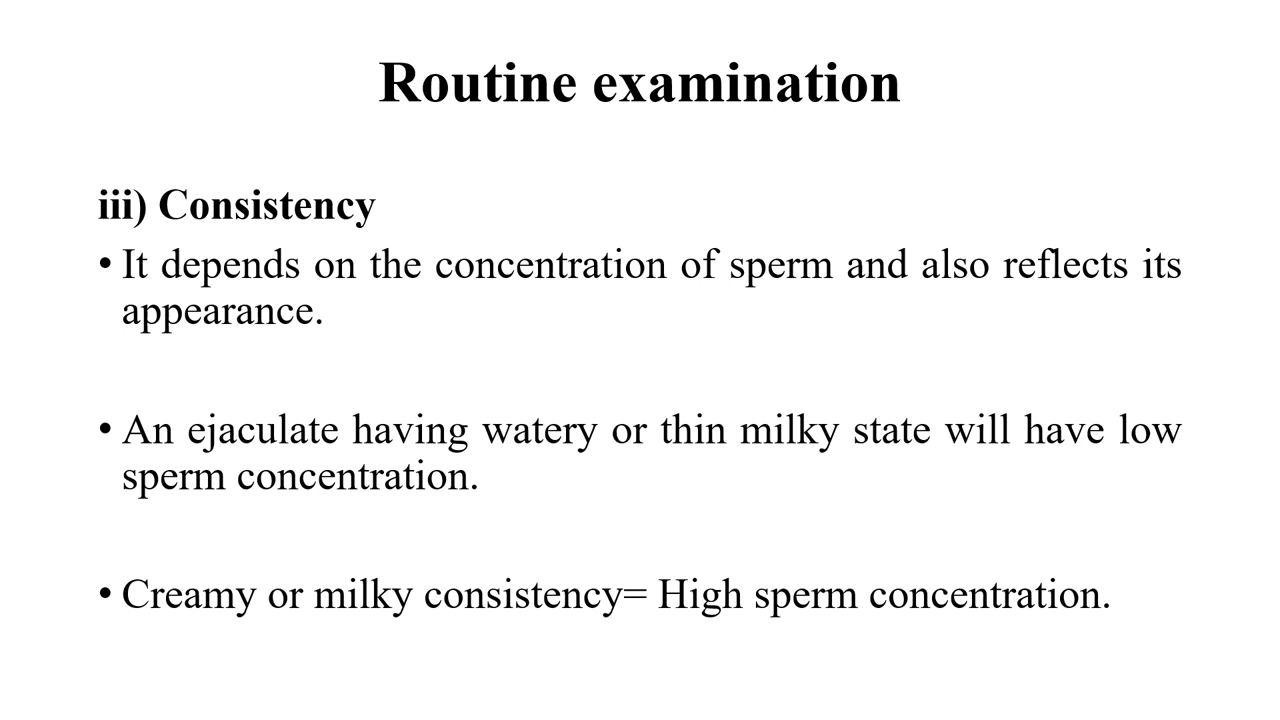 Routine examination
iii) Consistency
• It depends on the concentration of sperm and also reflects its
appearance.
• An ejaculate having watery or thin milky state will have low
sperm concentration.
• Creamy or milky consistency= High sperm concentration.